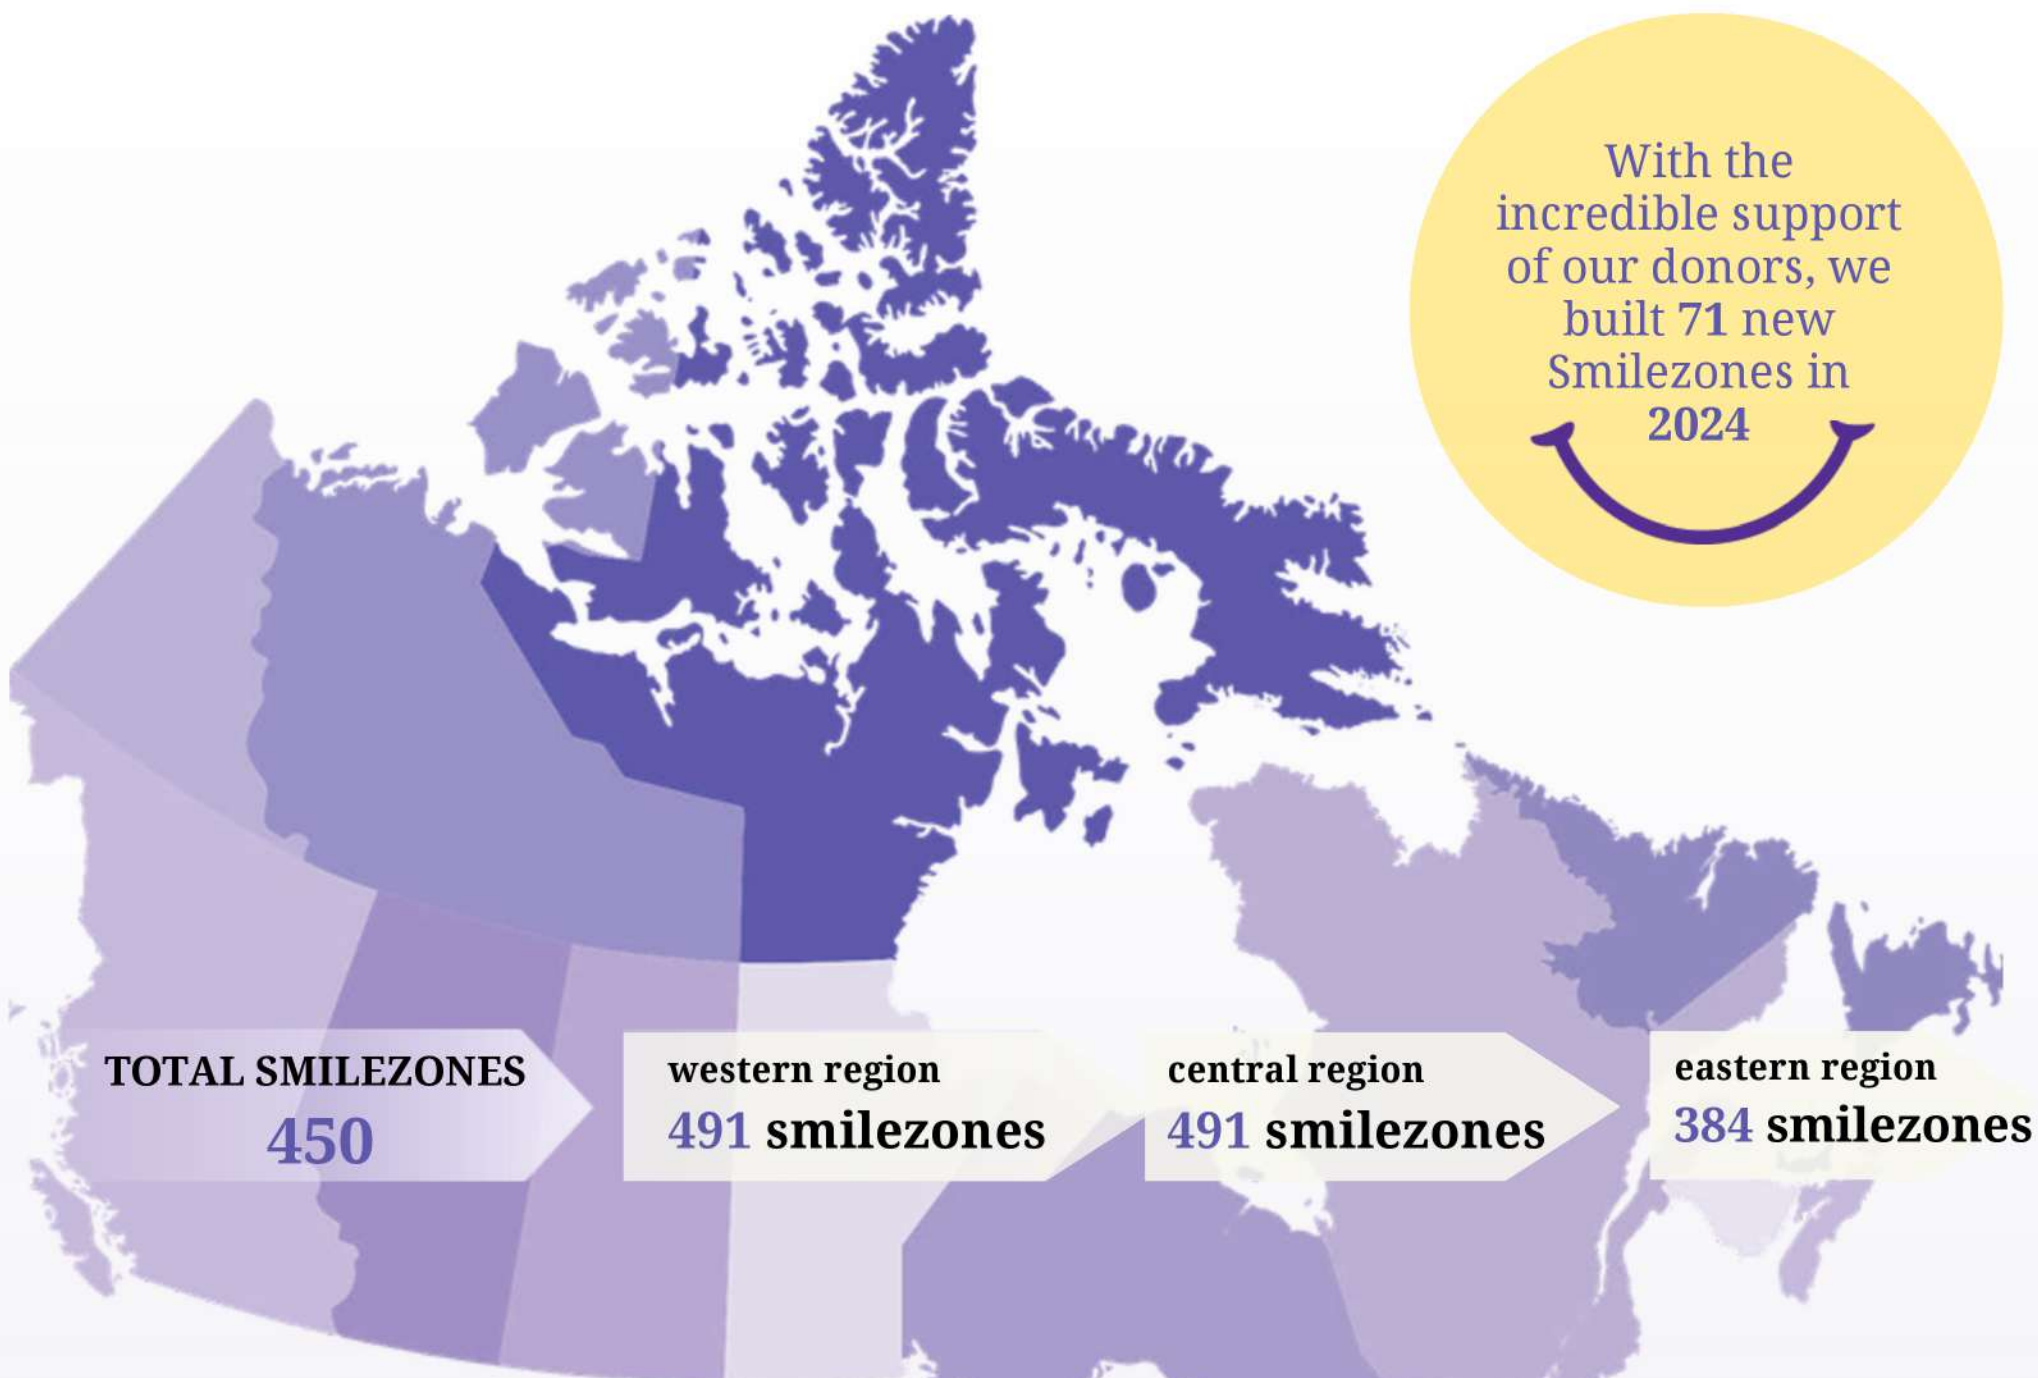 With the
incredible support
of our donors, we
built 71 new
Smilezones in
2024
TOTAL SMILEZONES
450
western region
491 smilezones
central region
491 smilezones
eastern region
384 smilezones